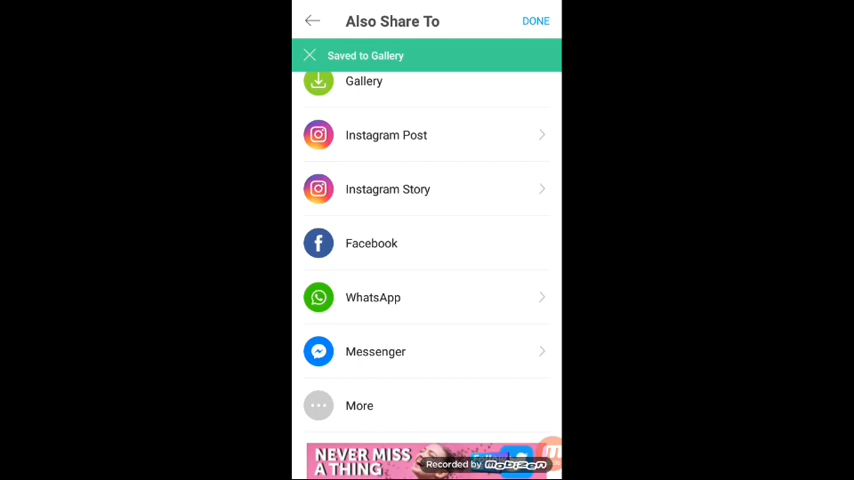 Also Share To
DONE
Saved to Gallery
Gallery
Instagram Post
Instagram Story
Facebook
WhatsApp
Messenger
More
NEVER MISS
A THING
Recorded by mobizen